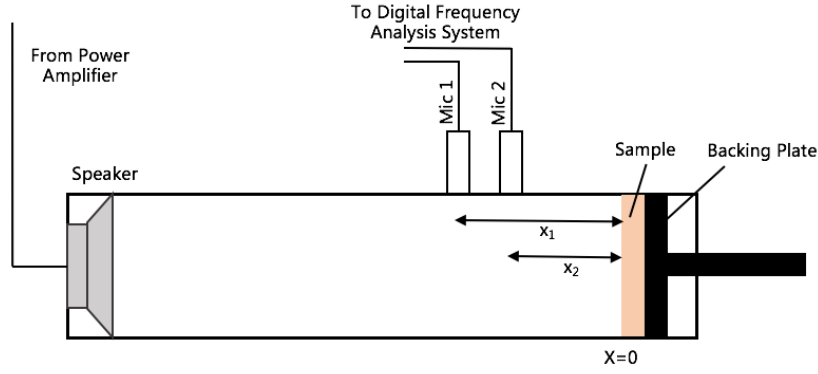 To Digital Frequency
Analysis System
From Power
Amplifier
Mic 1
Mic 2
Speaker
Sample
Backing Plate
x₁
x₂
X=0